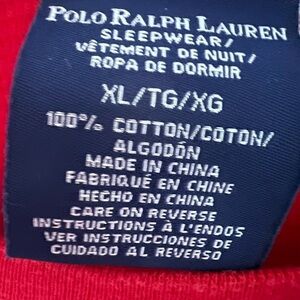 POLO RALPH LAUREN
SLEEPWEAR/
VÊTEMENT DE NUIT/
ROPA DE DORMIR
XL/TG/XG
100% COTTON/COTON/
ALGODÓN
MADE IN CHINA
FABRIQUÉ EN CHINE
HECHO EN CHINA
CARE ON REVERSE
INSTRUCTIONS À L'ENDOS
VER INSTRUCCIONES DE
CUIDADO AL REVERSO